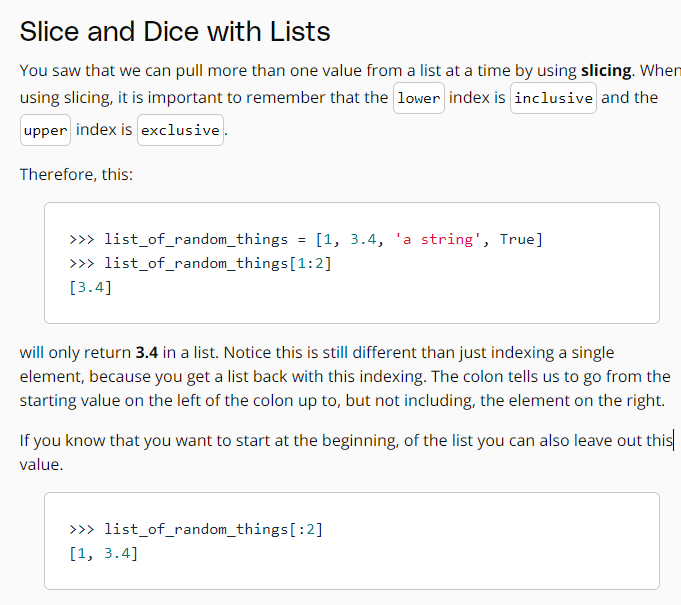 Slice and Dice with Lists
You saw that we can pull more than one value from a list at a time by using slicing. When
using slicing, it is important to remember that the lower index is inclusive and the
upper index is exclusive.
Therefore, this:
>>> list_of_random_things = [1, 3.4, 'a string', True]
>>> list_of_random_things[1:2]
[3.4]
will only return 3.4 in a list. Notice this is still different than just indexing a single
element, because you get a list back with this indexing. The colon tells us to go from the
starting value on the left of the colon up to, but not including, the element on the right.
If you know that you want to start at the beginning, of the list you can also leave out this
value.
>>> list_of_random_things[:2]
[1, 3.4]